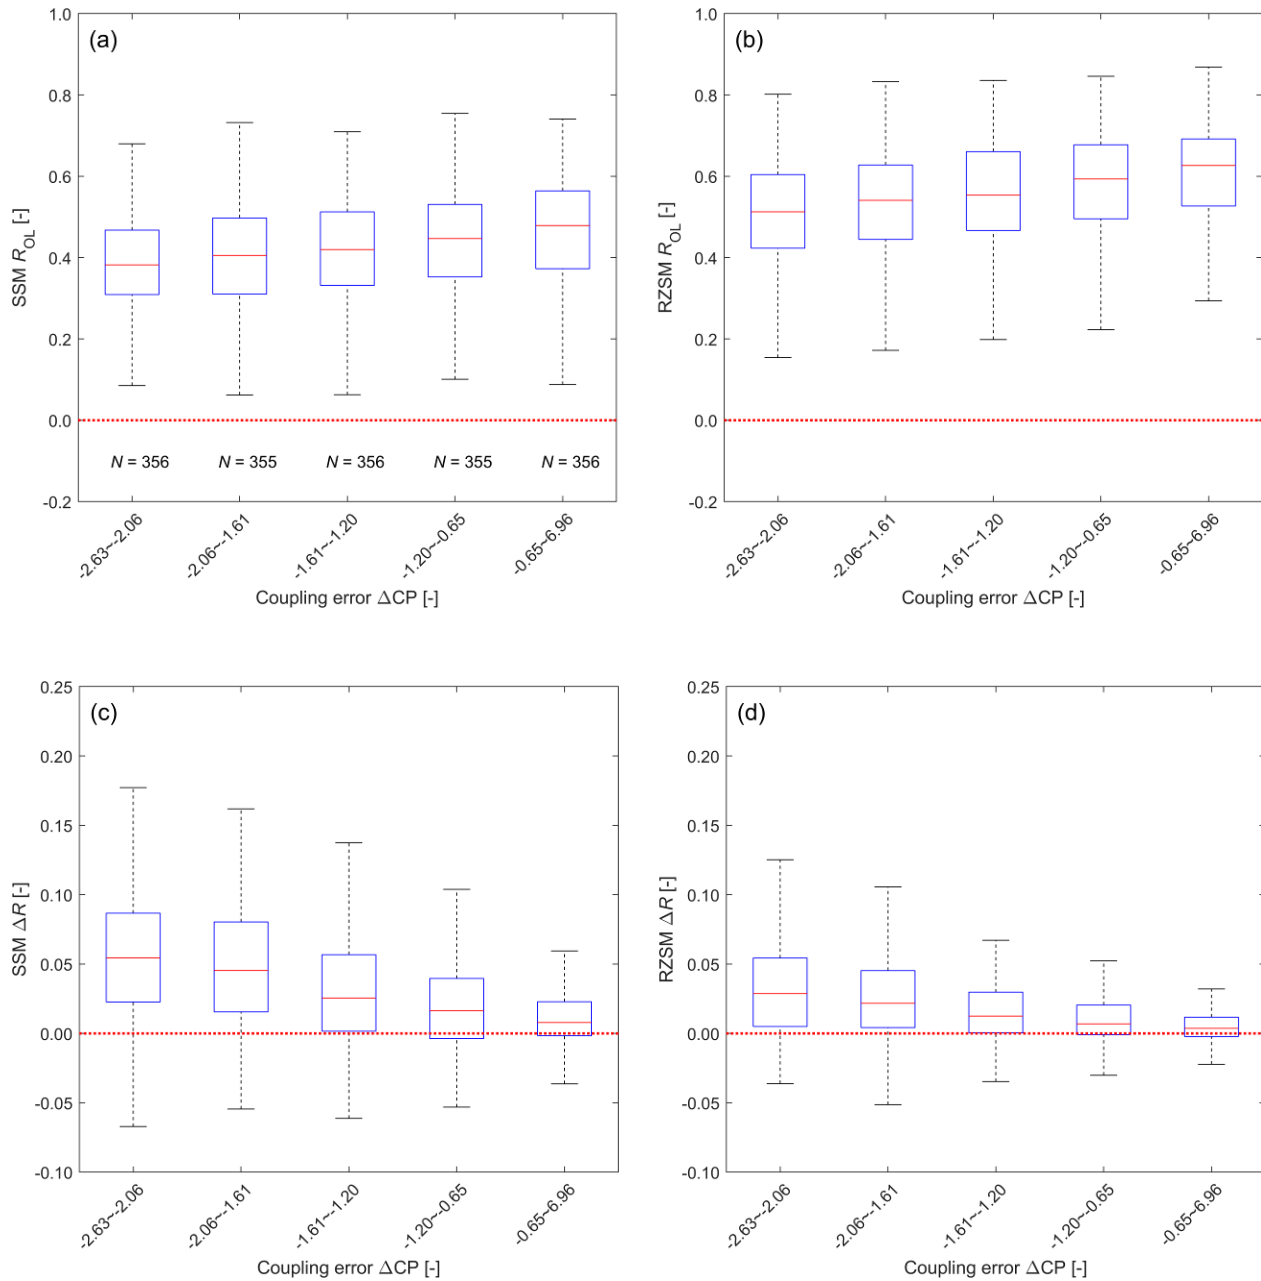 (a)
1.0
0.8
0.6
0.4
0.2
0.0
-0.2
SSM R_OL [-]
N = 356
N = 355
N = 356
N = 355
N = 356
-2.63~-2.06
-2.06~-1.61
-1.61~-1.20
-1.20~-0.65
-0.65~6.96
Coupling error ΔCP [-]
(b)
1.0
0.8
0.6
0.4
0.2
0.0
-0.2
RZSM R_OL [-]
-2.63~-2.06
-2.06~-1.61
-1.61~-1.20
-1.20~-0.65
-0.65~6.96
Coupling error ΔCP [-]
(c)
0.25
0.20
0.15
0.10
0.05
0.00
-0.05
-0.10
SSM ΔR [-]
-2.63~-2.06
-2.06~-1.61
-1.61~-1.20
-1.20~-0.65
-0.65~6.96
Coupling error ΔCP [-]
(d)
0.25
0.20
0.15
0.10
0.05
0.00
-0.05
-0.10
RZSM ΔR [-]
-2.63~-2.06
-2.06~-1.61
-1.61~-1.20
-1.20~-0.65
-0.65~6.96
Coupling error ΔCP [-]